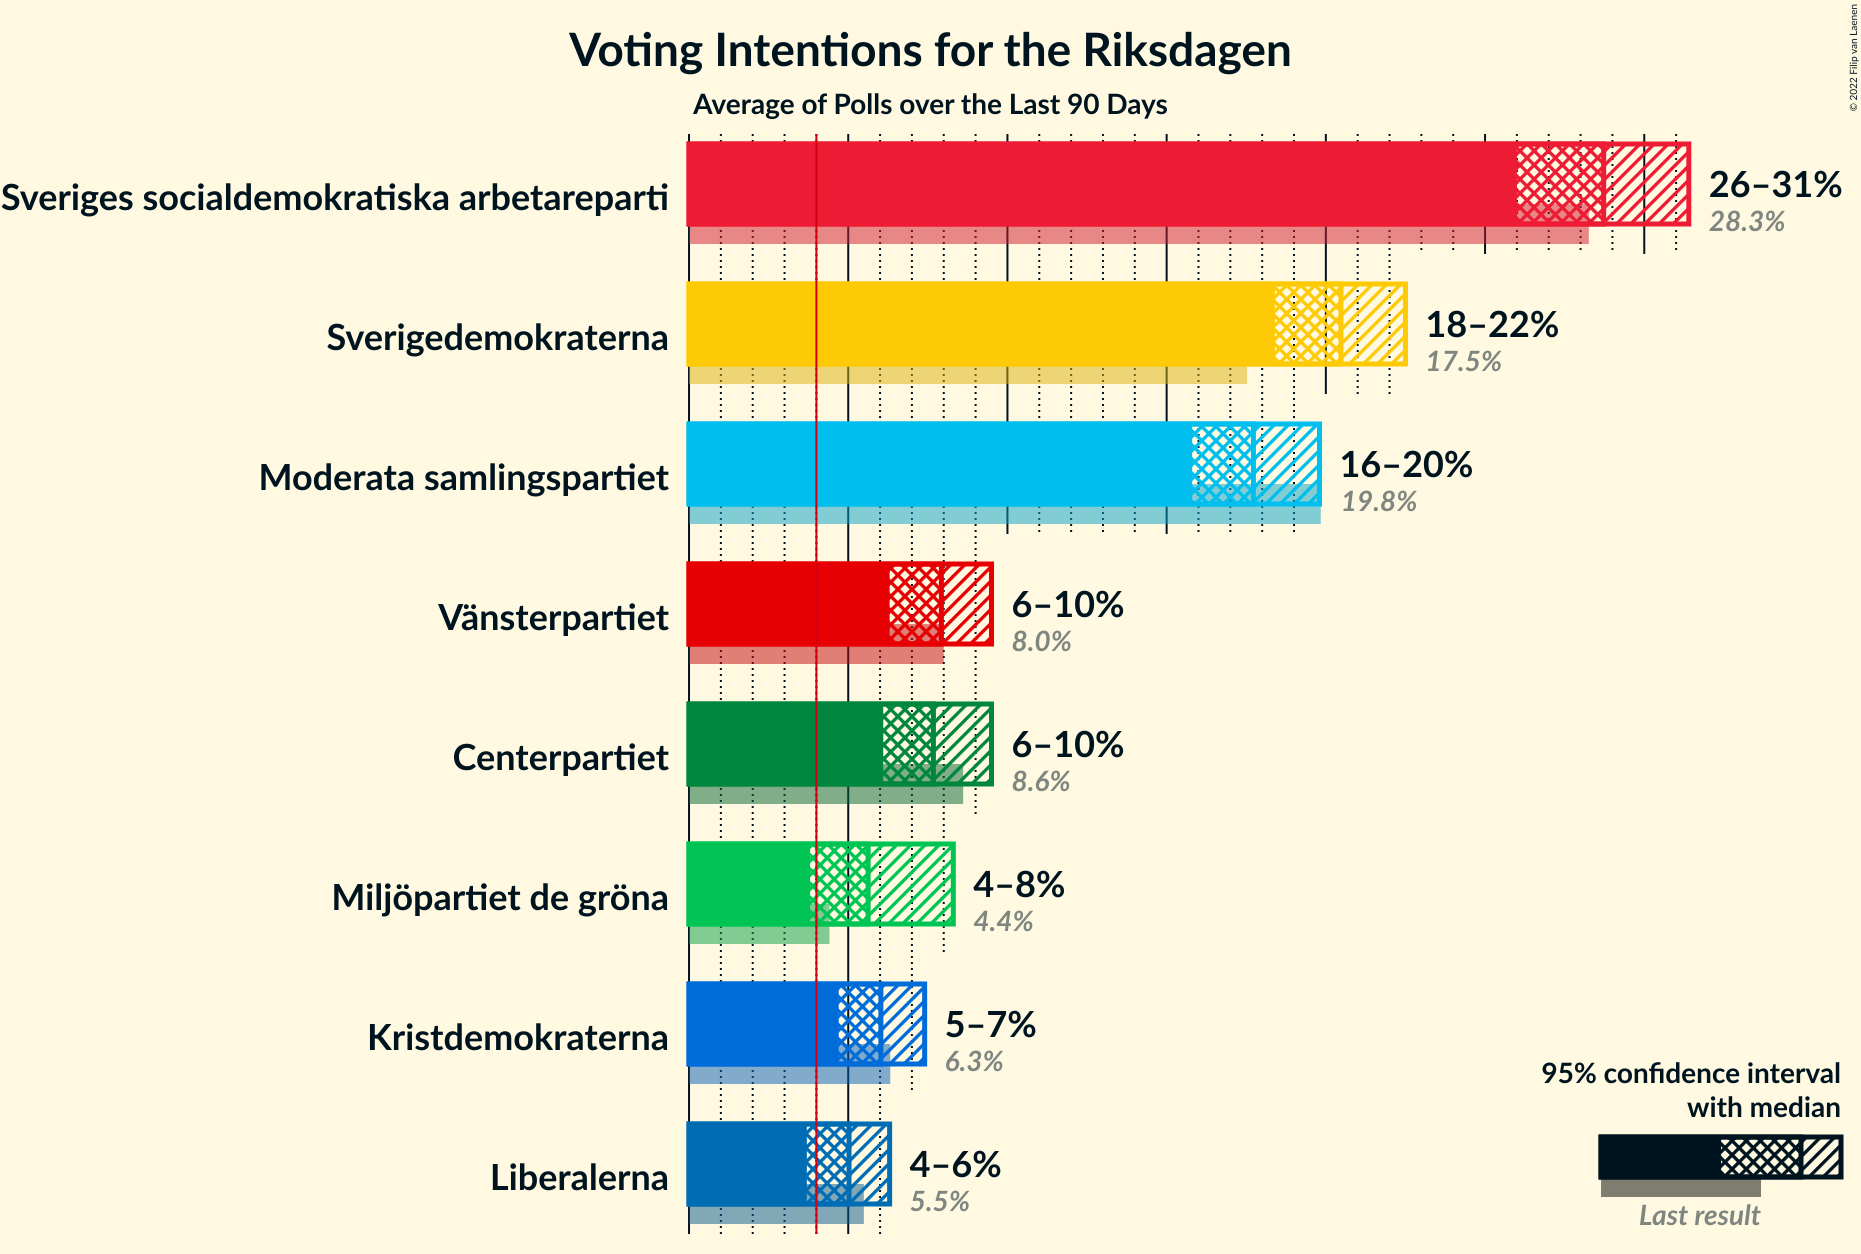 Voting Intentions for the Riksdagen
Average of Polls over the Last 90 Days
© 2022 Filip van Laenen
Sveriges socialdemokratiska arbetareparti
26–31%
28.3%
Sverigedemokraterna
18–22%
17.5%
Moderata samlingspartiet
16–20%
19.8%
Vänsterpartiet
6–10%
8.0%
Centerpartiet
6–10%
8.6%
Miljöpartiet de gröna
4–8%
4.4%
Kristdemokraterna
5–7%
6.3%
Liberalerna
4–6%
5.5%
95% confidence interval
with median
Last result